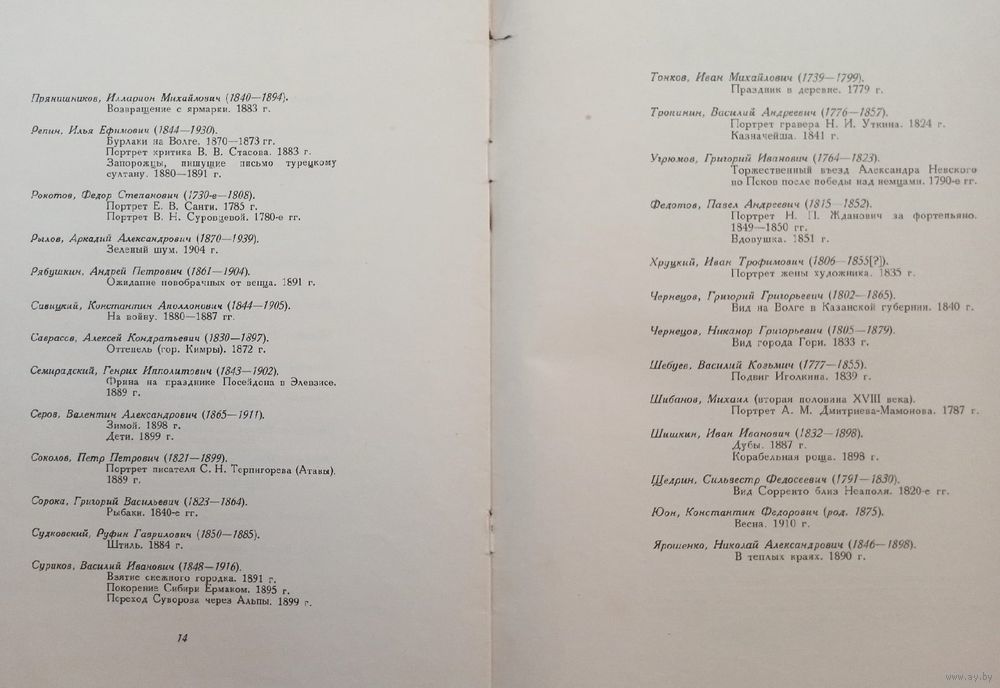 Прянишников, Илларион Михайлович (1840—1894).
Возвращение с ярмарки. 1883 г.
Репин, Илья Ефимович (1844—1930).
Бурлаки на Волге. 1870—1873 гг.
Портрет критика В. В. Стасова. 1883 г.
Запорожцы, пишущие письмо турецкому
султану. 1880—1891 г.
Рокотов, Федор Степанович (1730-е—1808).
Портрет Е. В. Санти. 1785 г.
Портрет В. Н. Суровцевой. 1780-е гг.
Рылов, Аркадий Александрович (1870—1939).
Зеленый шум. 1904 г.
Рябушкин, Андрей Петрович (1861—1904).
Ожидание новобрачных от венца. 1891 г.
Савицкий, Константин Аполлонович (1844—1905).
На войну. 1880—1887 гг.
Саврасов, Алексей Кондратьевич (1830—1897).
Оттепель (гор. Кимры). 1872 г.
Семирадский, Генрих Ипполитович (1843—1902).
Фрина на празднике Посейдона в Элевзисе.
1889 г.
Серов, Валентин Александрович (1865—1911).
Зимой. 1898 г.
Дети. 1899 г.
Соколов, Петр Петрович (1821—1899).
Портрет писателя С. Н. Терпигорева (Атавы).
1889 г.
Сорока, Григорий Васильевич (1823—1864).
Рыбаки. 1840-е гг.
Судковский, Руфин Гаврилович (1850—1885).
Штиль. 1884 г.
Суриков, Василий Иванович (1848—1916).
Взятие снежного городка. 1891 г.
Покорение Сибири Ермаком. 1895 г.
Переход Суворова через Альпы. 1899 г.
14
Тонков, Иван Михайлович (1739—1799).
Праздник в деревне. 1779 г.
Тропинин, Василий Андреевич (1776—1857).
Портрет гравера Н. И. Уткина. 1824 г.
Казначейша. 1841 г.
Угрюмов, Григорий Иванович (1764—1823).
Торжественный въезд Александра Невского
во Псков после победы над немцами. 1790-е гг.
Федотов, Павел Андреевич (1815—1852).
Портрет Н. П. Жданович за фортепьяно.
1849—1850 гг.
Вдовушка. 1851 г.
Хруцкий, Иван Трофимович (1806—1855[?]).
Портрет жены художника. 1835 г.
Чернецов, Григорий Григорьевич (1802—1865).
Вид на Волге в Казанской губернии. 1840 г.
Чернецов, Никанор Григорьевич (1805—1879).
Вид города Гори. 1833 г.
Шебуев, Василий Козьмич (1777—1855).
Подвиг Иголкина. 1839 г.
Шибанов, Михаил (вторая половина XVIII века).
Портрет А. М. Дмитриева-Мамонова. 1787 г.
Шишкин, Иван Иванович (1832—1898).
Дубы. 1887 г.
Корабельная роща. 1898 г.
Щедрин, Сильвестр Федосеевич (1791—1830).
Вид Сорренто близ Неаполя. 1820-е гг.
Юон, Константин Федорович (род. 1875).
Весна. 1910 г.
Ярошенко, Николай Александрович (1846—1898).
В теплых краях. 1890 г.
www.ay.by